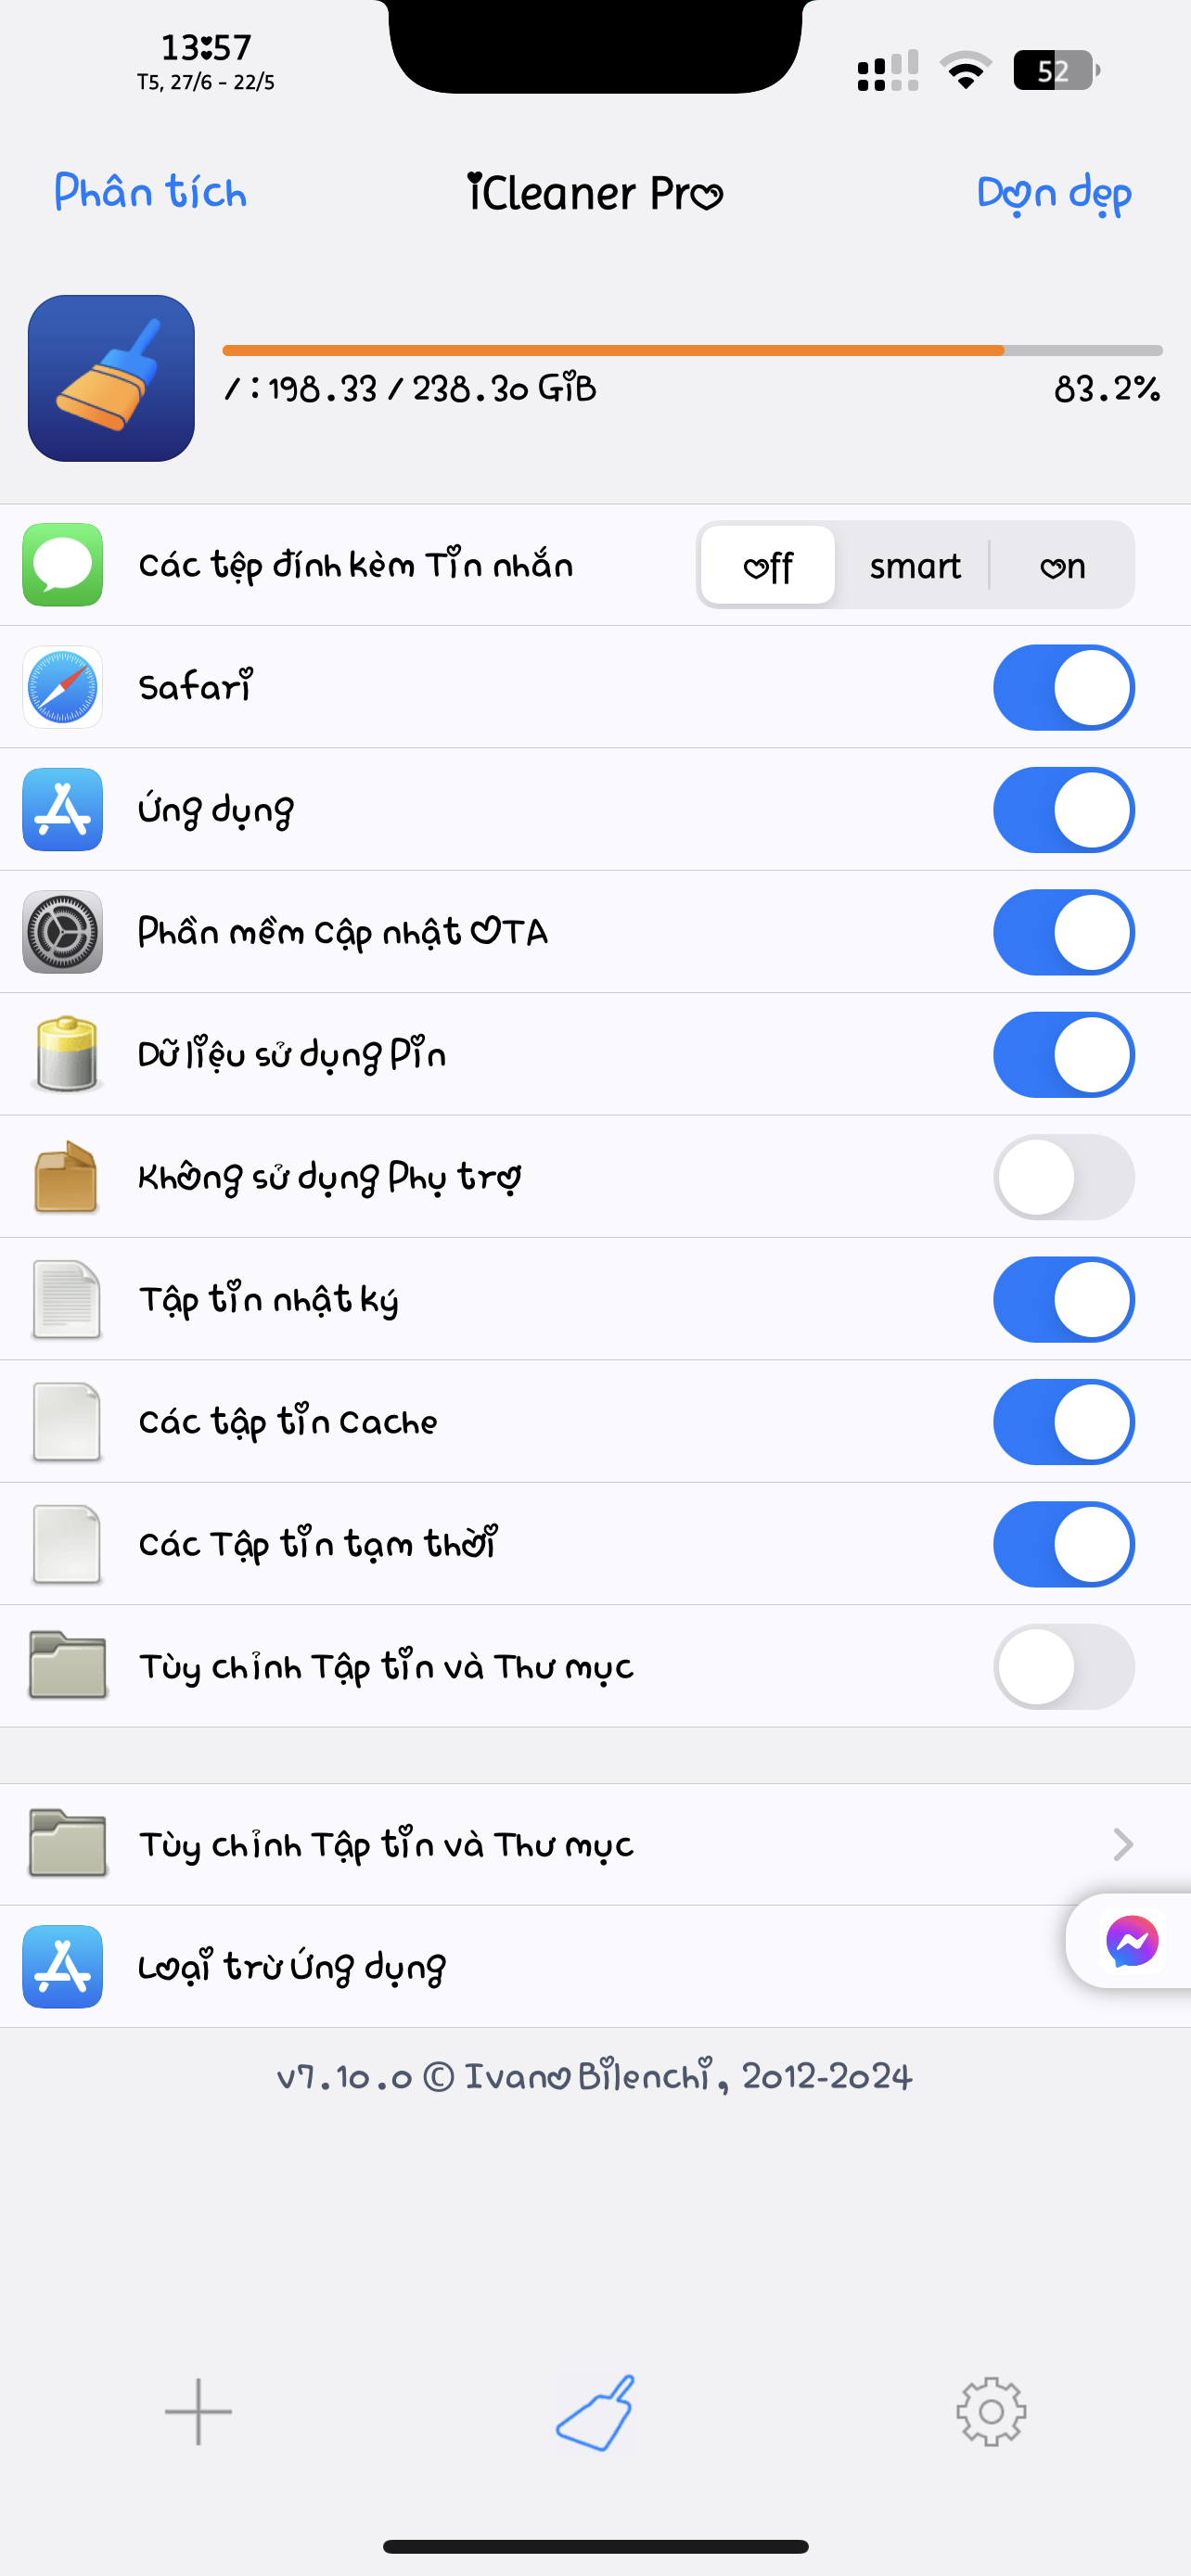 13:57
T5, 27/6 - 22/5
52
Phân tích
iCleaner Pro
Dọn dẹp
/ : 198.33 / 238.30 GiB
83.2%
Các tệp đính kèm Tin nhắn
off
smart
on
Safari
Ứng dụng
Phần mềm cập nhật OTA
Dữ liệu sử dụng Pin
Không sử dụng Phụ trợ
Tập tin nhật ký
Các tập tin Cache
Các Tập tin tạm thời
Tùy chỉnh Tập tin và Thư mục
Tùy chỉnh Tập tin và Thư mục
Loại trừ Ứng dụng
v7.10.0 © Ivano Bilenchi, 2012-2024